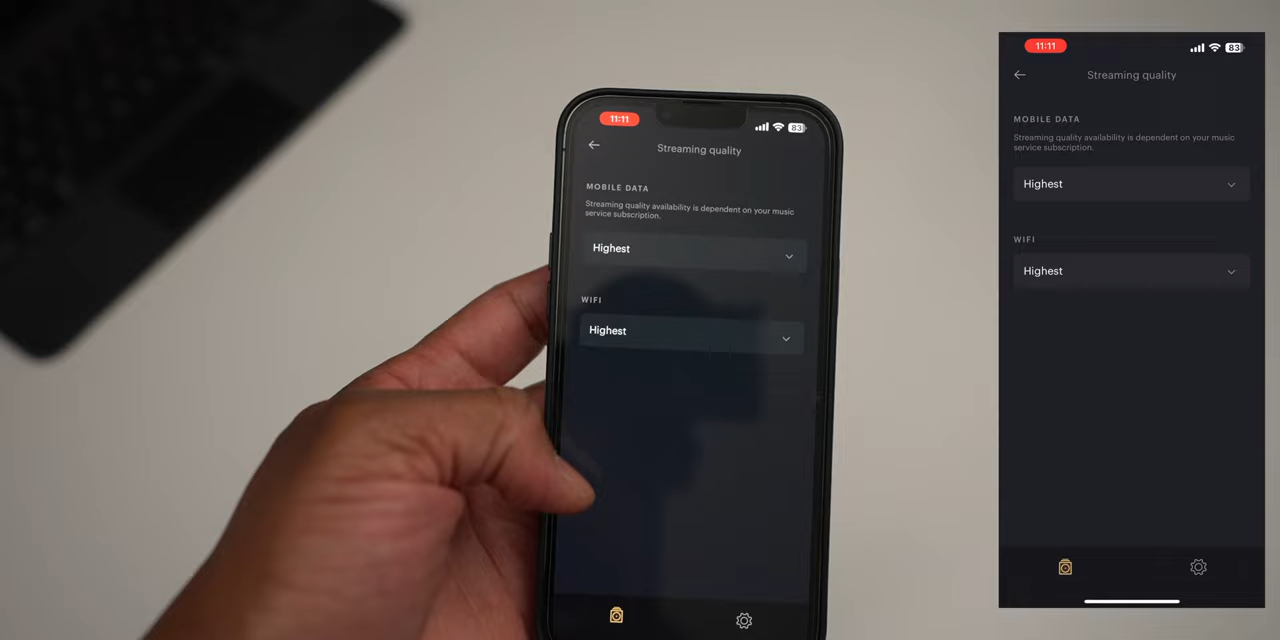 11:11
83
Streaming quality
MOBILE DATA
Streaming quality availability is dependent on your music
service subscription.
Highest
WIFI
Highest
11:11
83
Streaming quality
MOBILE DATA
Streaming quality availability is dependent on your music
service subscription.
Highest
WIFI
Highest